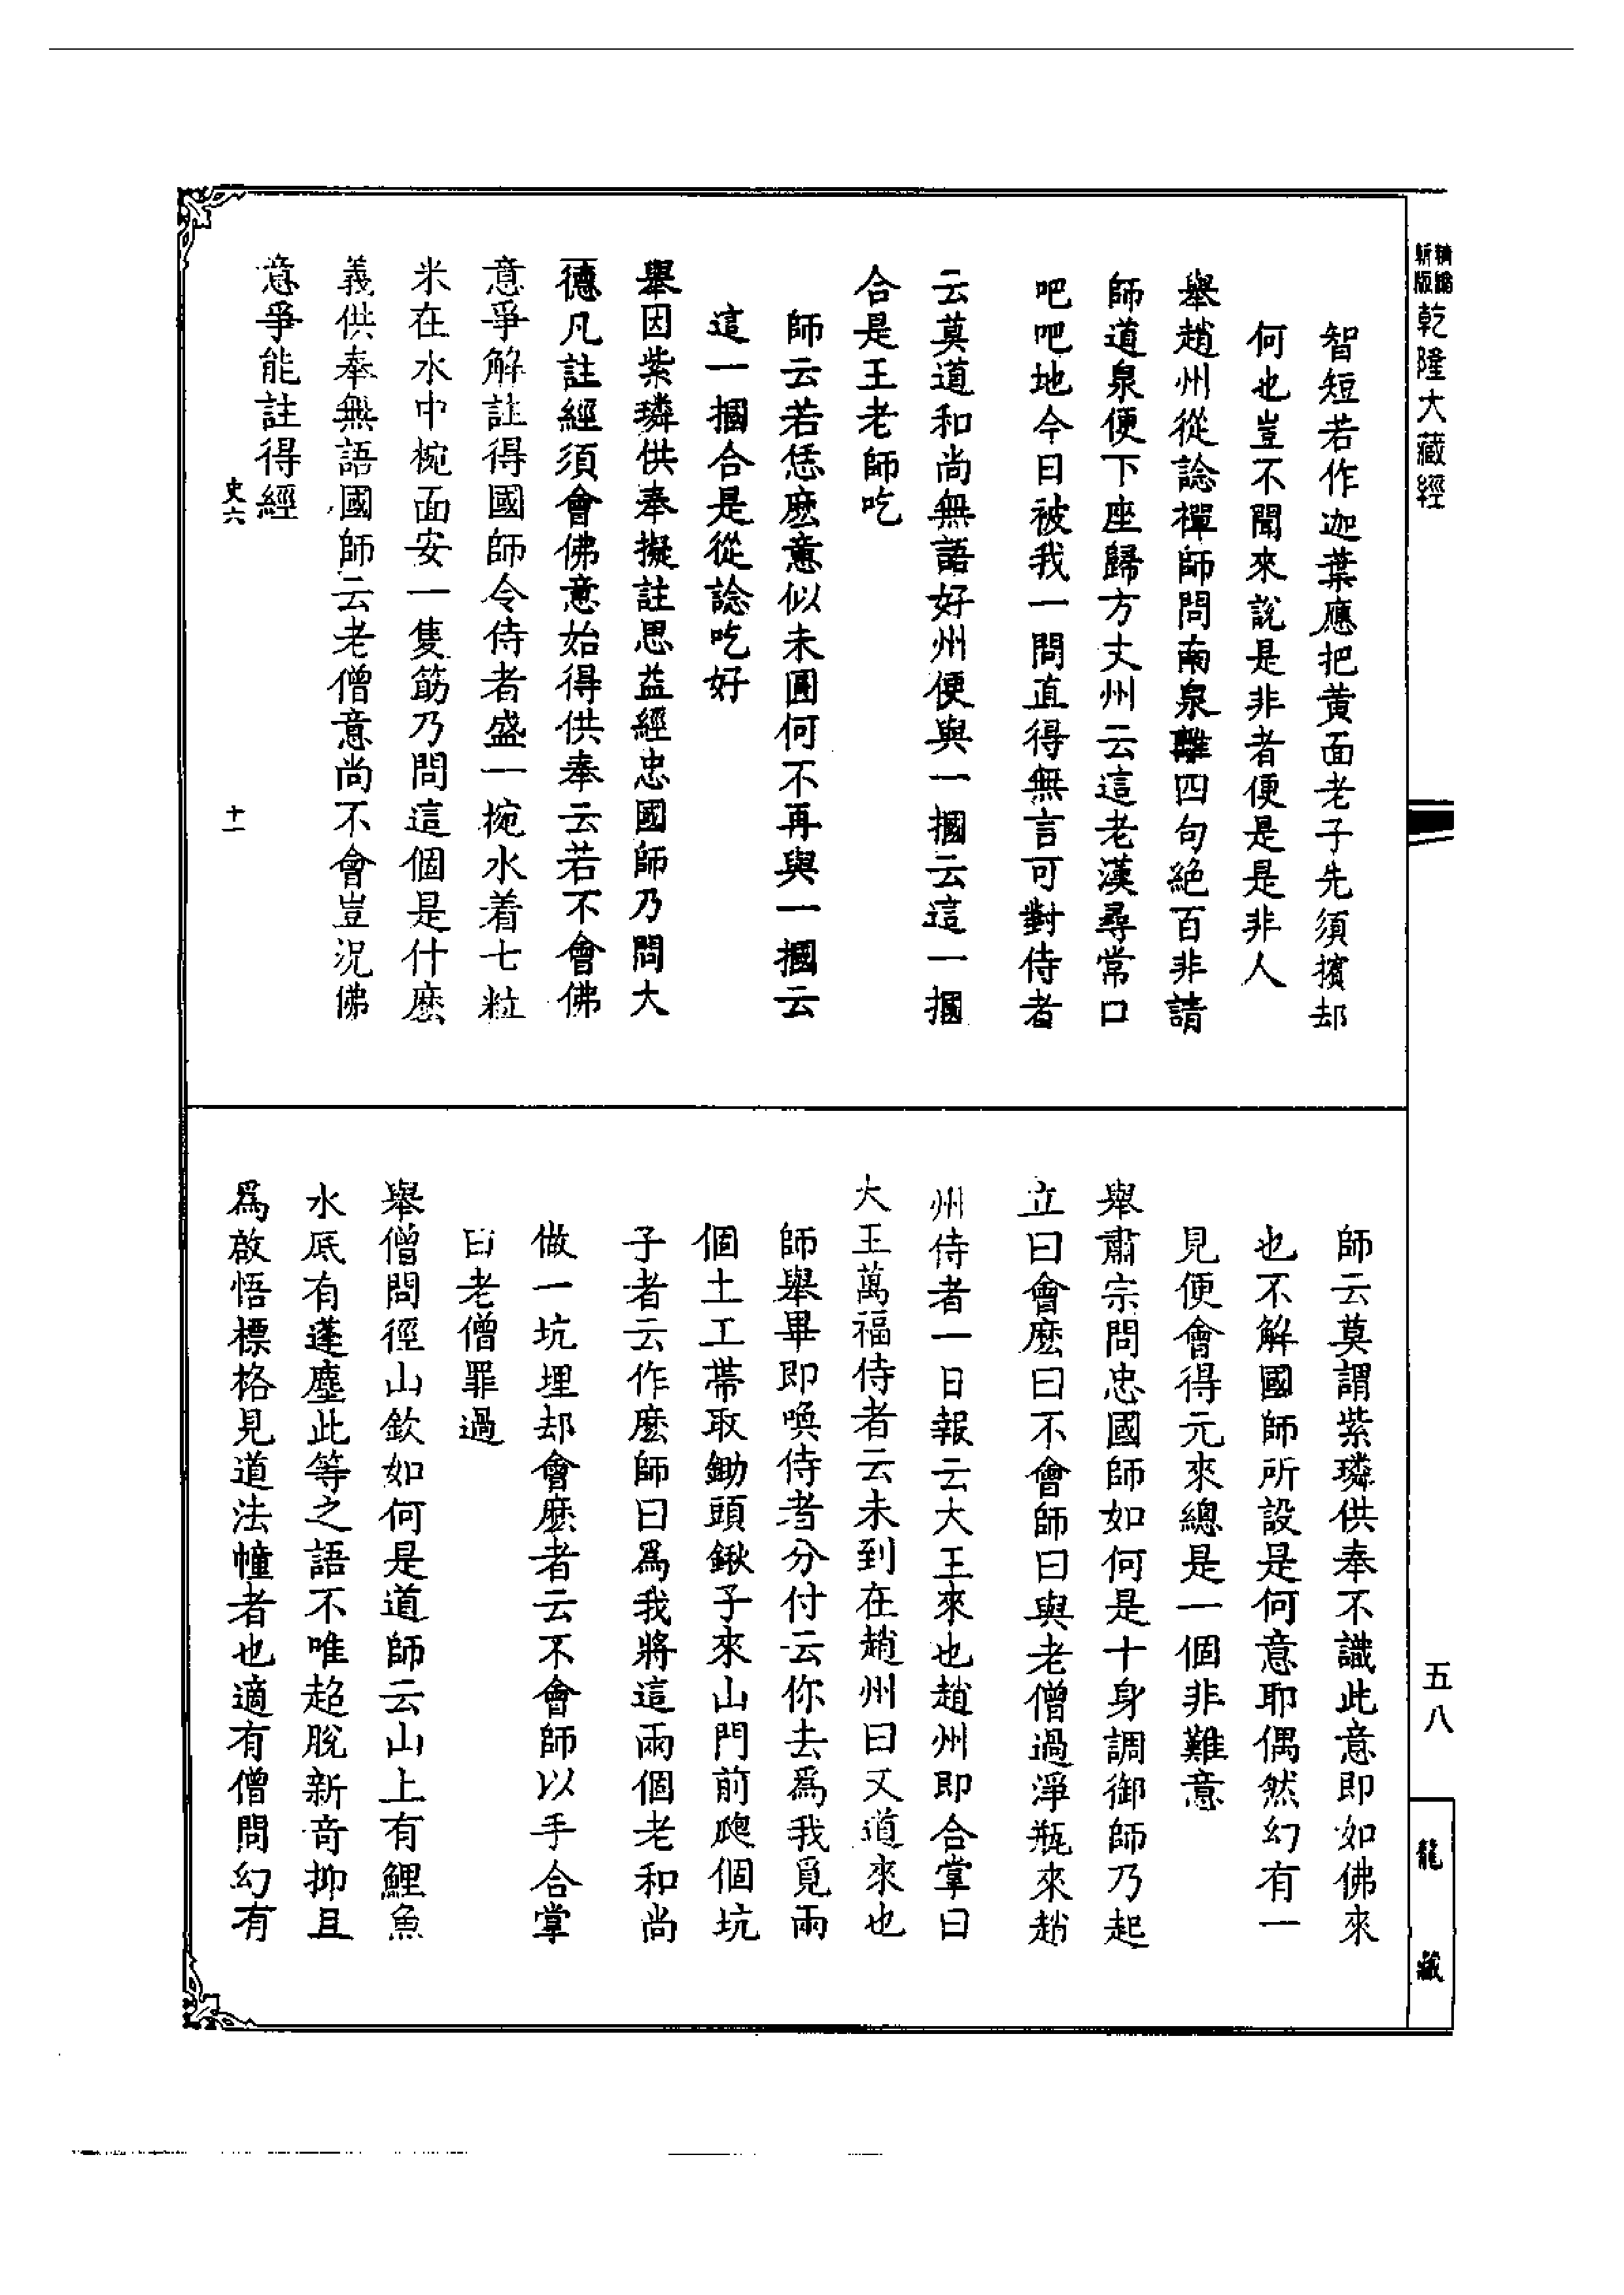 精縮新版乾隆大藏經
五八
龍藏
智短若作迦葉應把黄面老子先須擯却
何也豈不聞來說是非者便是是非人
舉趙州從諗禪師問南泉離四句絕百非請
師道泉便下座歸方丈州云這老漢尋常口
吧吧地今日被我一問直得無言可對侍者
云莫道和尚無語好州便與一摑云這一摑
合是王老師吃
師云若恁麽意似未圓何不再與一摑云
這一摑合是從諗吃好
舉因紫璘供奉擬註思益經忠國師乃問大
德凡註經須會佛意始得供奉云若不會佛
意爭解註得國師令侍者盛一椀水着七粒
米在水中椀面安一隻筯乃問這個是什麽
義供奉無語國師云老僧意尚不會豈況佛
意爭能註得經
史六
十一
師云莫謂紫璘供奉不識此意即如佛來
也不解國師所設是何意耶偶然幻有一
見便會得元來總是一個非難意
舉肅宗問忠國師如何是十身調御師乃起
立曰會麽曰不會師曰與老僧過淨瓶來趙
州侍者一日報云大王來也趙州即合掌曰
大王萬福侍者云未到在趙州曰又道來也
師舉畢即喚侍者分付云你去爲我覓兩
個土工帶取鋤頭鍬子來山門前爬個坑
子者云作麽師曰爲我將這兩個老和尚
做一坑埋却會麽者云不會師以手合掌
曰老僧罪過
舉僧問徑山欽如何是道師云山上有鯉魚
水底有蓬塵此等之語不唯超脫新奇抑且
爲啟悟標格見道法幢者也適有僧問幻有